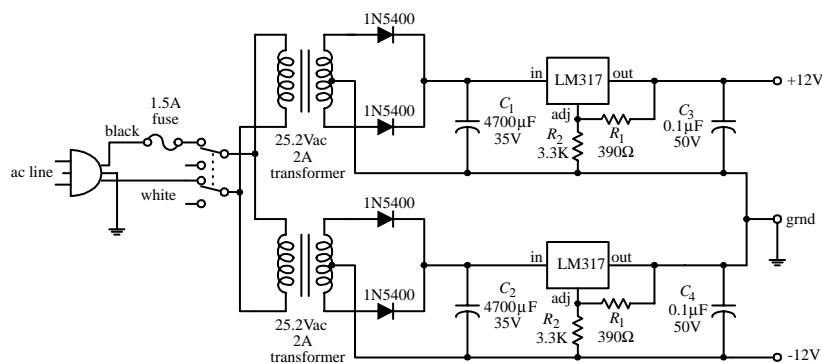 1N5400
in
LM317
out
+12V
1.5A
fuse
C1
4700µF
35V
adj
C3
0.1µF
50V
1N5400
R2
3.3K
R1
390Ω
black
25.2Vac
2A
transformer
ac line
white
1N5400
grnd
in
LM317
out
1N5400
C2
4700µF
35V
adj
C4
0.1µF
50V
R2
3.3K
R1
390Ω
25.2Vac
2A
transformer
-12V